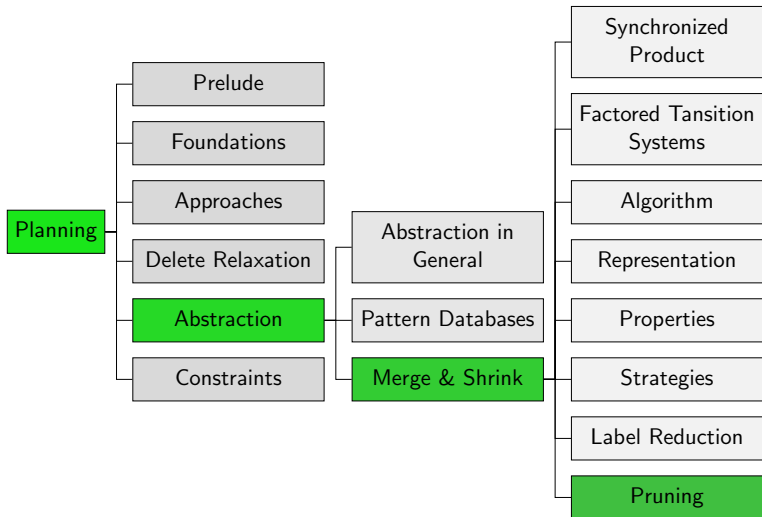 Planning
Prelude
Foundations
Approaches
Delete Relaxation
Abstraction
Constraints
Abstraction in
General
Pattern Databases
Merge & Shrink
Synchronized
Product
Factored Tansition
Systems
Algorithm
Representation
Properties
Strategies
Label Reduction
Pruning